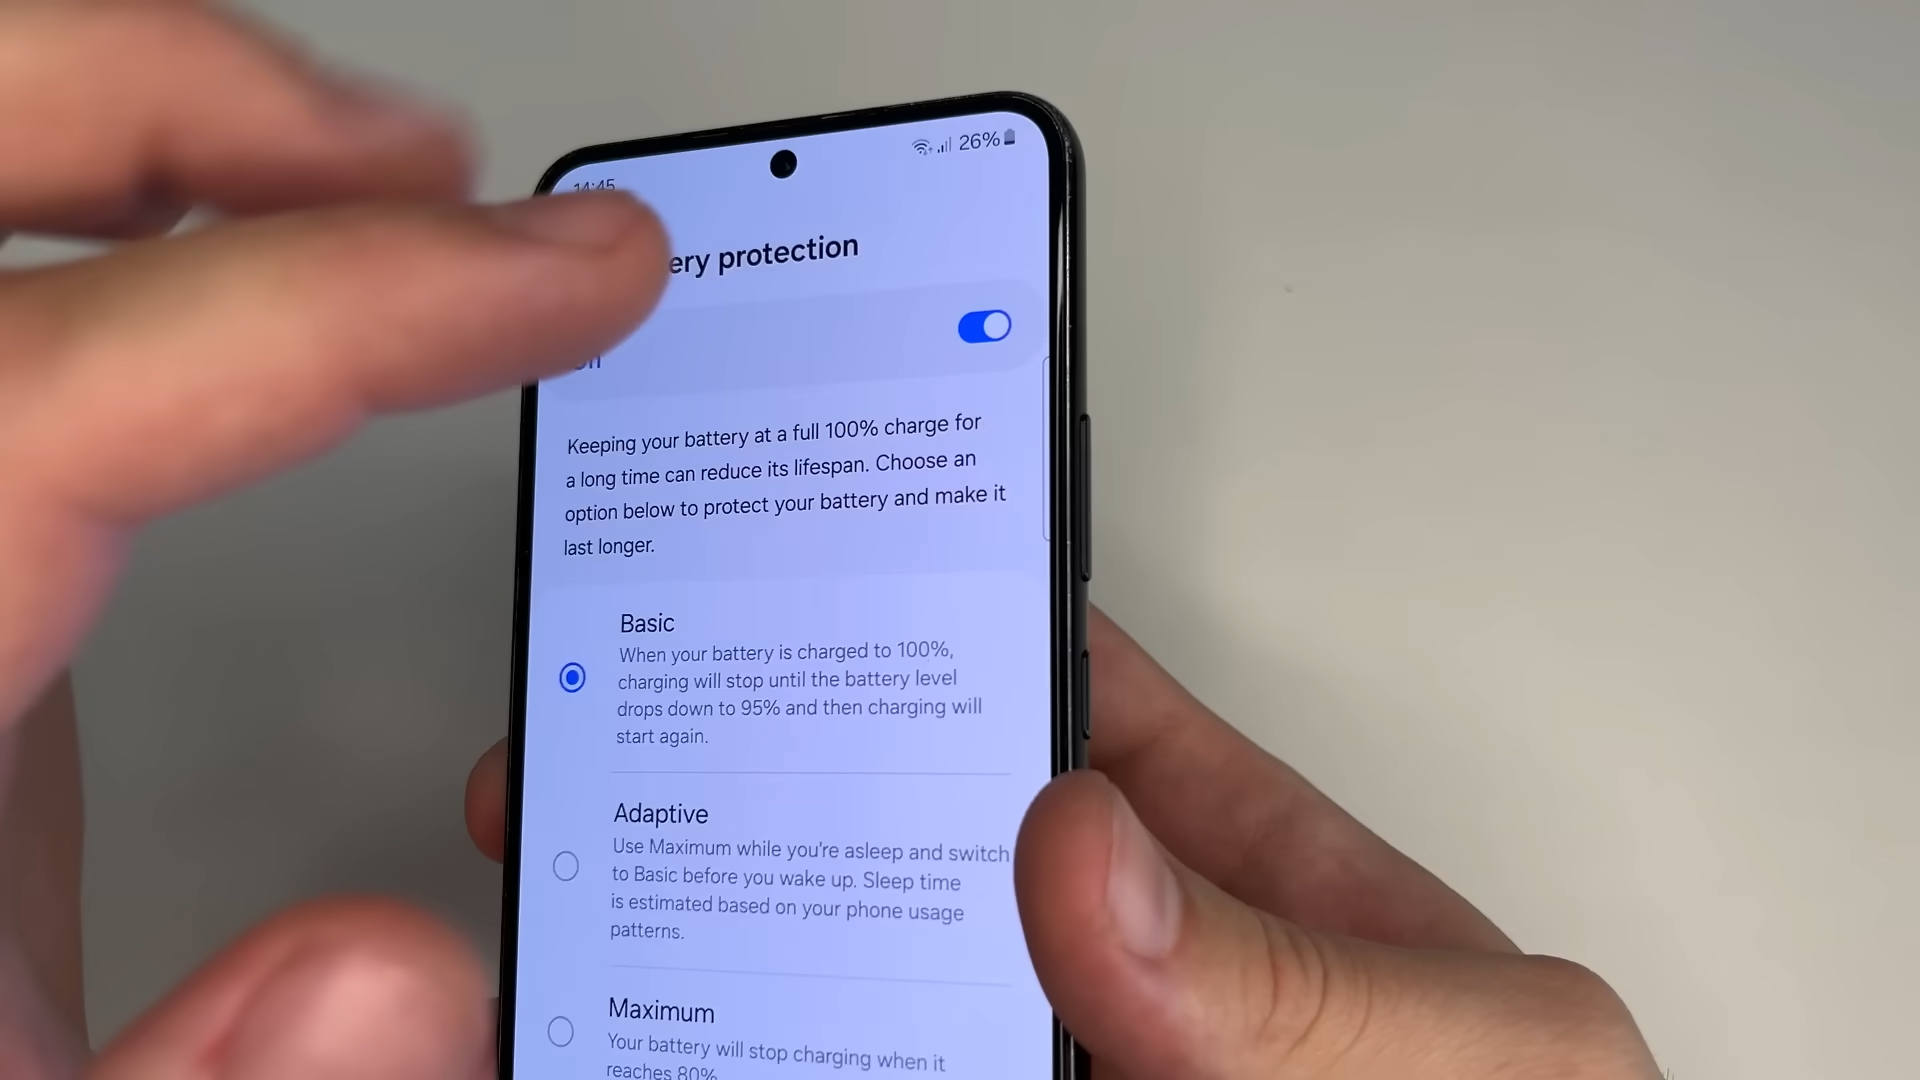 14:45
26%
ery protection
On
Keeping your battery at a full 100% charge for
a long time can reduce its lifespan. Choose an
option below to protect your battery and make it
last longer.
Basic
When your battery is charged to 100%,
charging will stop until the battery level
drops down to 95% and then charging will
start again.
Adaptive
Use Maximum while you're asleep and switch
to Basic before you wake up. Sleep time
is estimated based on your phone usage
patterns.
Maximum
Your battery will stop charging when it
reaches 80%